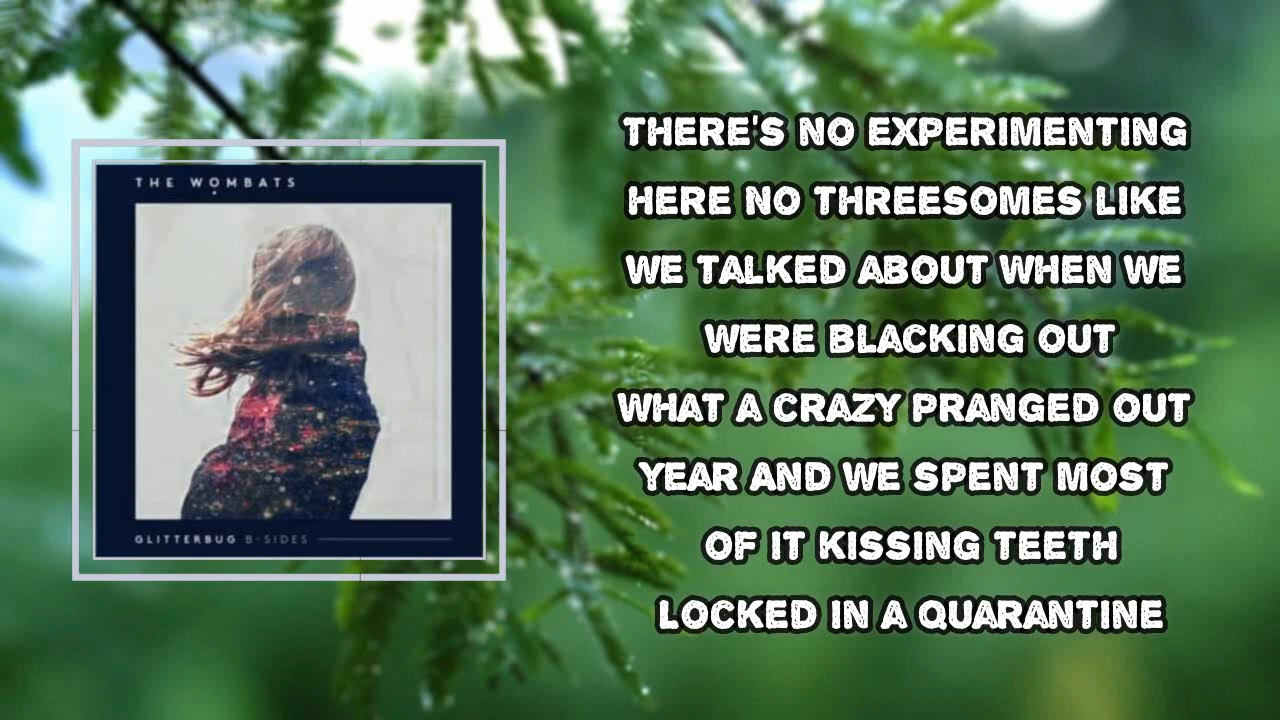 THE WOMBATS
GLITTERBUG B-SIDES
THERE'S NO EXPERIMENTING
HERE NO THREESOMES LIKE
WE TALKED ABOUT WHEN WE
WERE BLACKING OUT
WHAT A CRAZY PRANGED OUT
YEAR AND WE SPENT MOST
OF IT KISSING TEETH
LOCKED IN A QUARANTINE